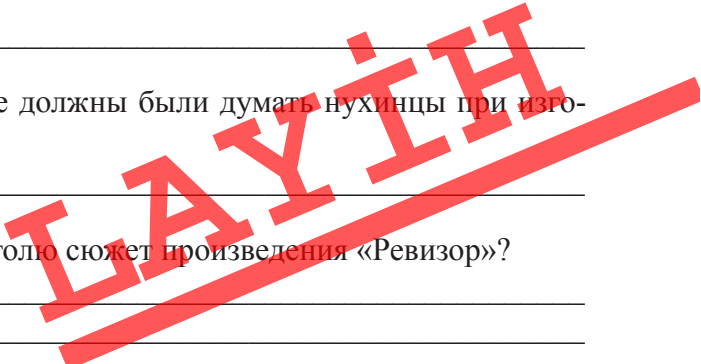 е должны были думать нухинцы при изго-
голю сюжет произведения «Ревизор»?
LAYİH